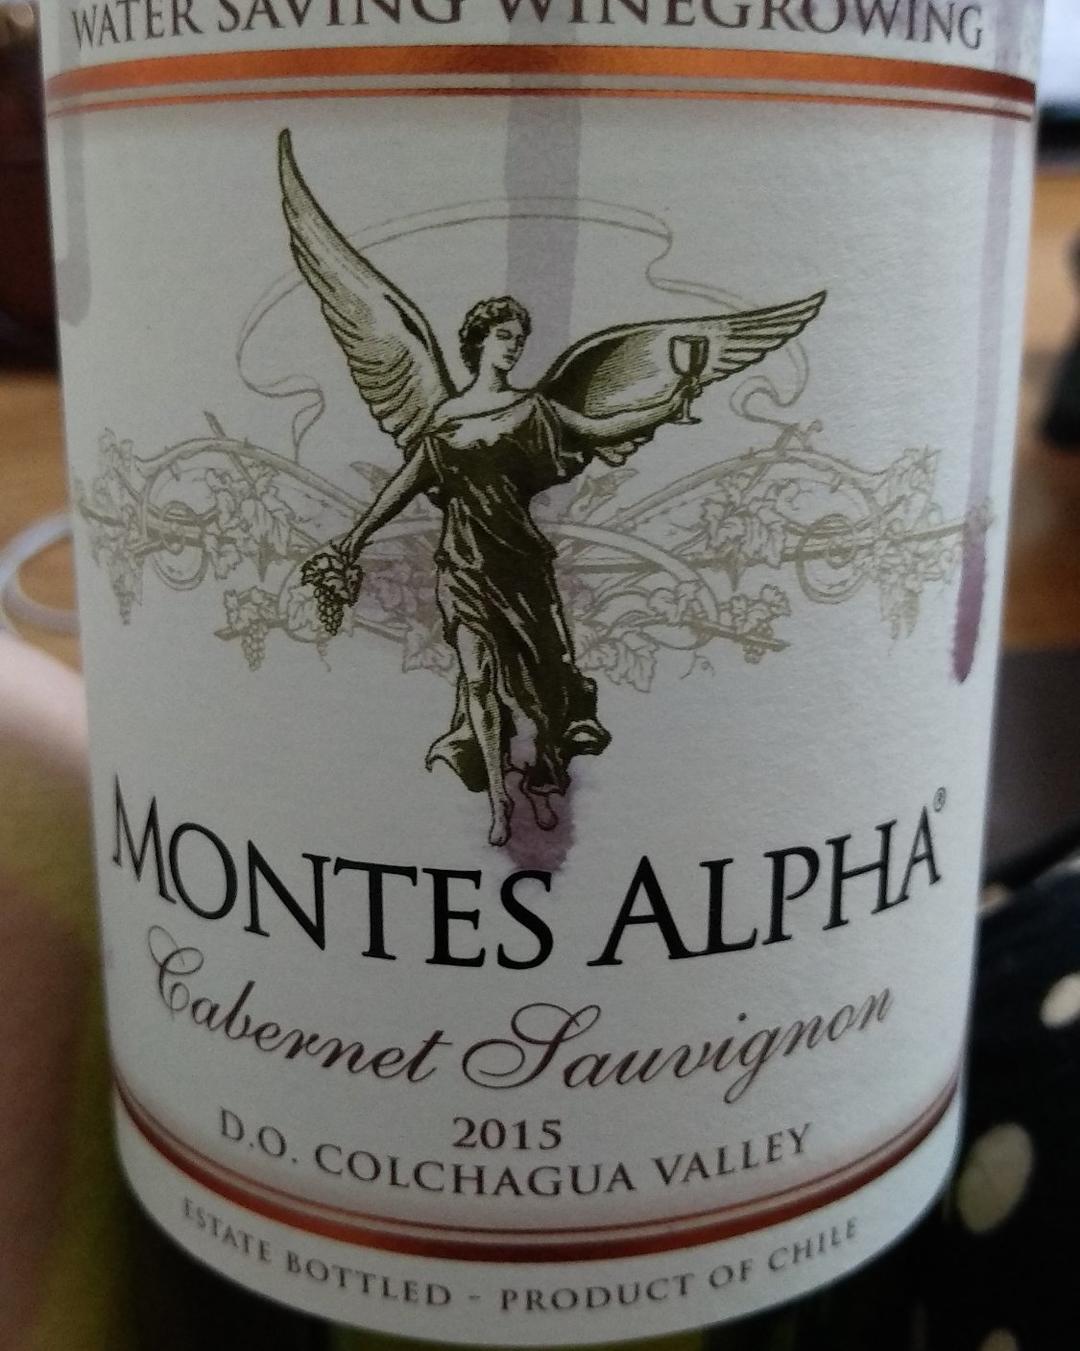 WATER SAVING WINEGROWING
MONTES ALPHA®
Cabernet Sauvignon
2015
D.O. COLCHAGUA VALLEY
ESTATE BOTTLED - PRODUCT OF CHILE